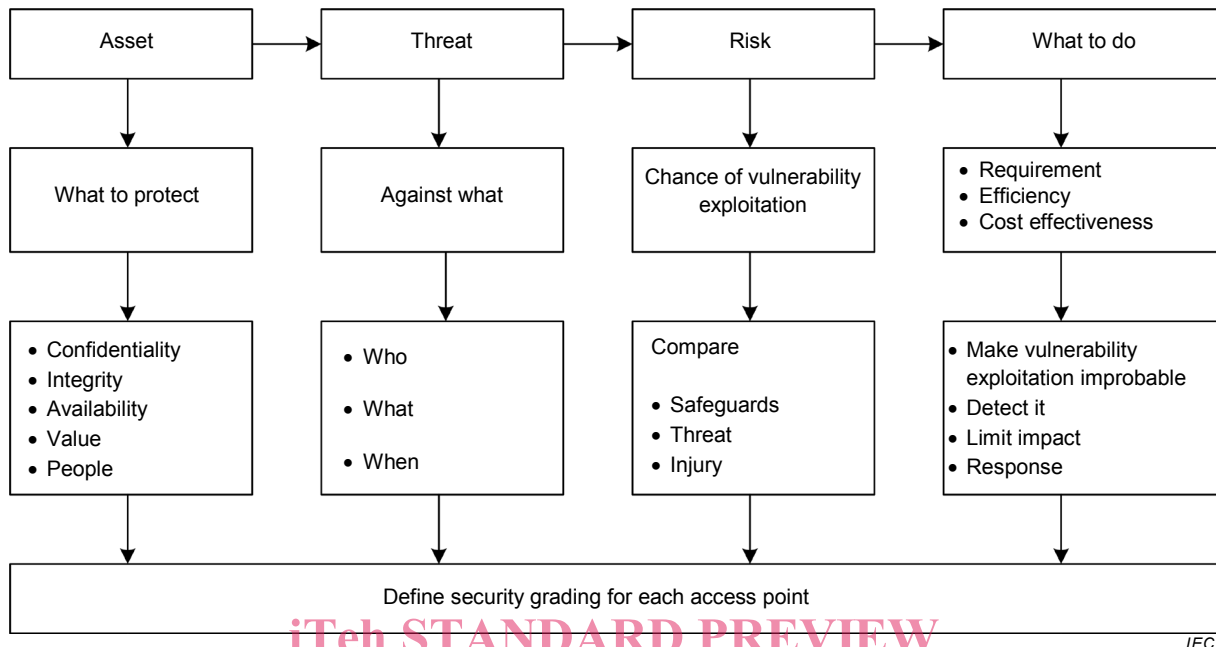 Asset
Threat
Risk
What to do
What to protect
Against what
Chance of vulnerability
exploitation
• Requirement
• Efficiency
• Cost effectiveness
• Confidentiality
• Integrity
• Availability
• Value
• People
• Who
• What
• When
Compare
• Safeguards
• Threat
• Injury
• Make vulnerability
exploitation improbable
• Detect it
• Limit impact
• Response
Define security grading for each access point
iTeh STANDARD PREVIEW
IEC